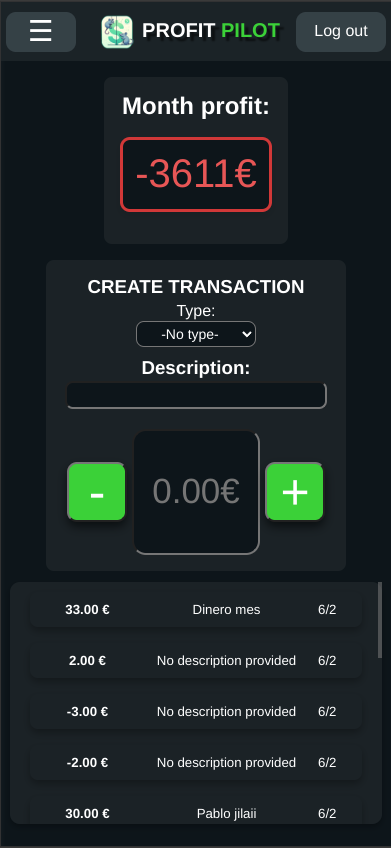 ☰ PROFIT PILOT Log out
Month profit:
-3611€
CREATE TRANSACTION
Type:
-No type-
Description:
- 0.00€ +
33.00 € Dinero mes 6/2
2.00 € No description provided 6/2
-3.00 € No description provided 6/2
-2.00 € No description provided 6/2
30.00 € Pablo jilaii 6/2